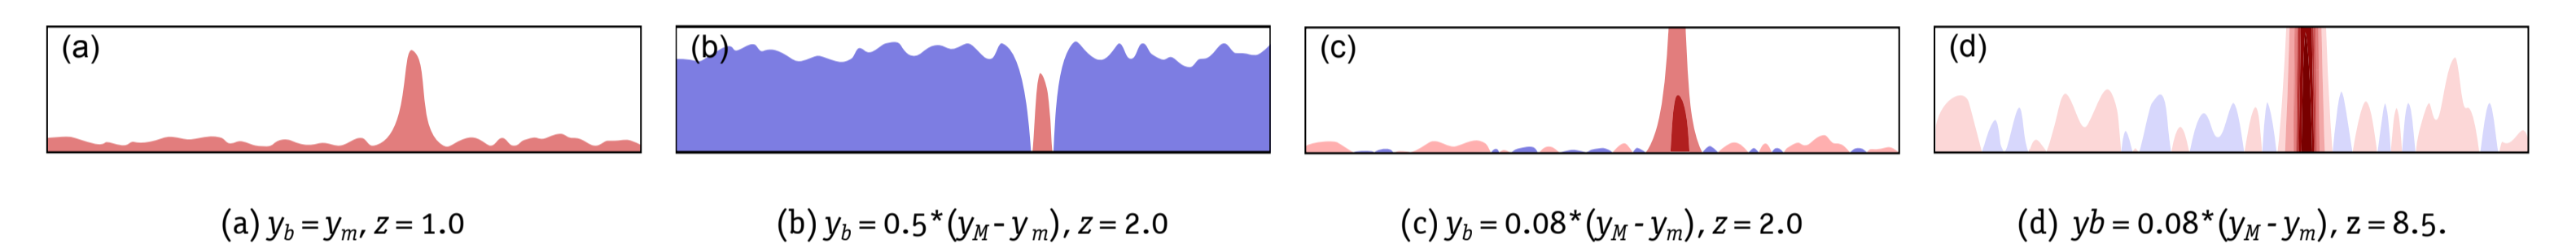 (a) (b) (c) (d)
(a) y_b = y_m, z = 1.0 (b) y_b = 0.5*(y_M - y_m), z = 2.0 (c) y_b = 0.08*(y_M - y_m), z = 2.0 (d) yb = 0.08*(y_M - y_m), z = 8.5.